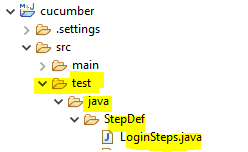 cucumber
.settings
src
main
test
java
StepDef
LoginSteps.java